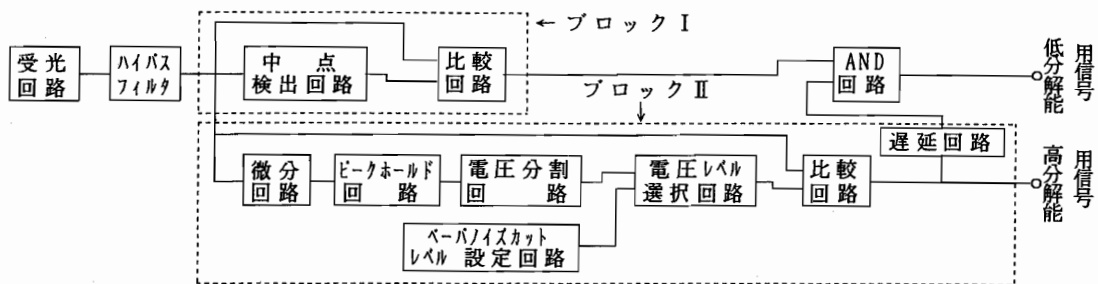 ← ブロックⅠ
受光
回路
ハイパス
フィルタ
中点
検出回路
比較
回路
AND
回路
低分解能
用信号
ブロックⅡ
遅延回路
微分
回路
ピークホールド
回路
電圧分割
回路
電圧レベル
選択回路
比較
回路
高分解能
用信号
ペーパノイズカット
レベル設定回路